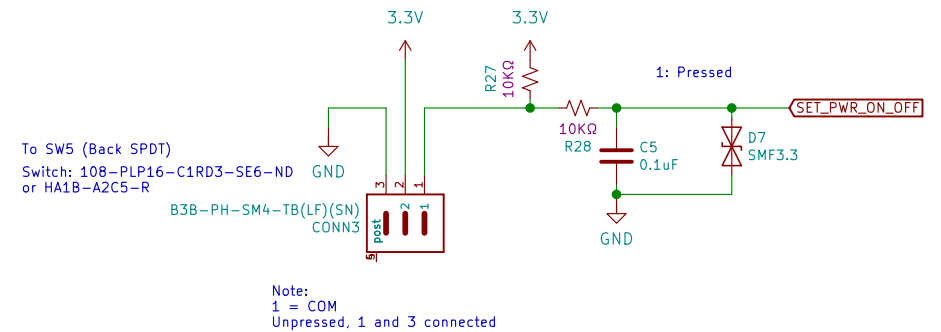 3.3V
3.3V
R27
10KΩ
1: Pressed
SET_PWR_ON_OFF
10KΩ
R28
To SW5 (Back SPDT)
Switch: 108-PLP16-C1RD3-SE6-ND
or HA1B-A2C5-R
GND
C5
0.1uF
D7
SMF3.3
3
2
1
B3B-PH-SM4-TB(LF)(SN)
CONN3
post
2
1
GND
Note:
1 = COM
Unpressed, 1 and 3 connected